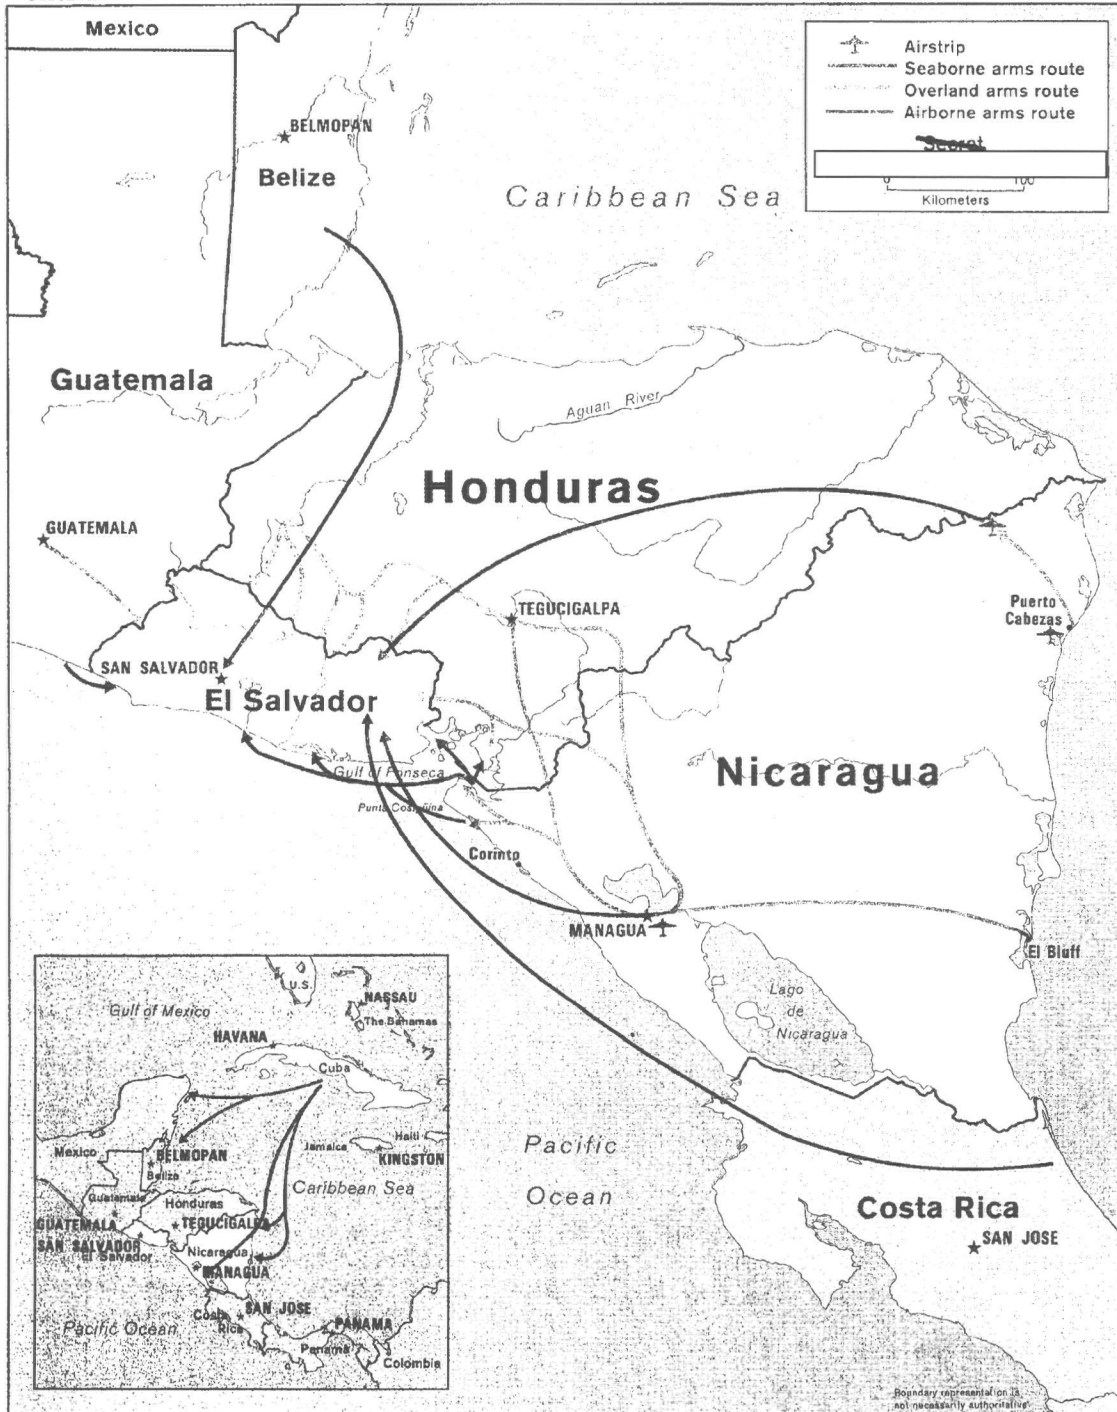 Mexico
Airstrip
Seaborne arms route
Overland arms route
Airborne arms route
Secret
0 100
Kilometers
BELMOPAN
Belize
Caribbean Sea
Guatemala
Aguan River
Honduras
GUATEMALA
TEGUCIGALPA
Puerto
Cabezas
SAN SALVADOR
El Salvador
Gulf of Fonseca
Punta Cosigüina
Nicaragua
Corinto
MANAGUA
El Bluff
Lago
de
Nicaragua
Pacific
Ocean
Costa Rica
SAN JOSE
U.S.
Gulf of Mexico
NASSAU
The Bahamas
HAVANA
Cuba
Mexico
BELMOPAN
Belize
Jamaica
Haiti
KINGSTON
Caribbean Sea
Guatemala
Honduras
GUATEMALA
TEGUCIGALPA
SAN SALVADOR
El Salvador
Nicaragua
MANAGUA
SAN JOSE
Costa
Rica
Pacific Ocean
PANAMA
Panama
Colombia
Boundary representation is
not necessarily authoritative